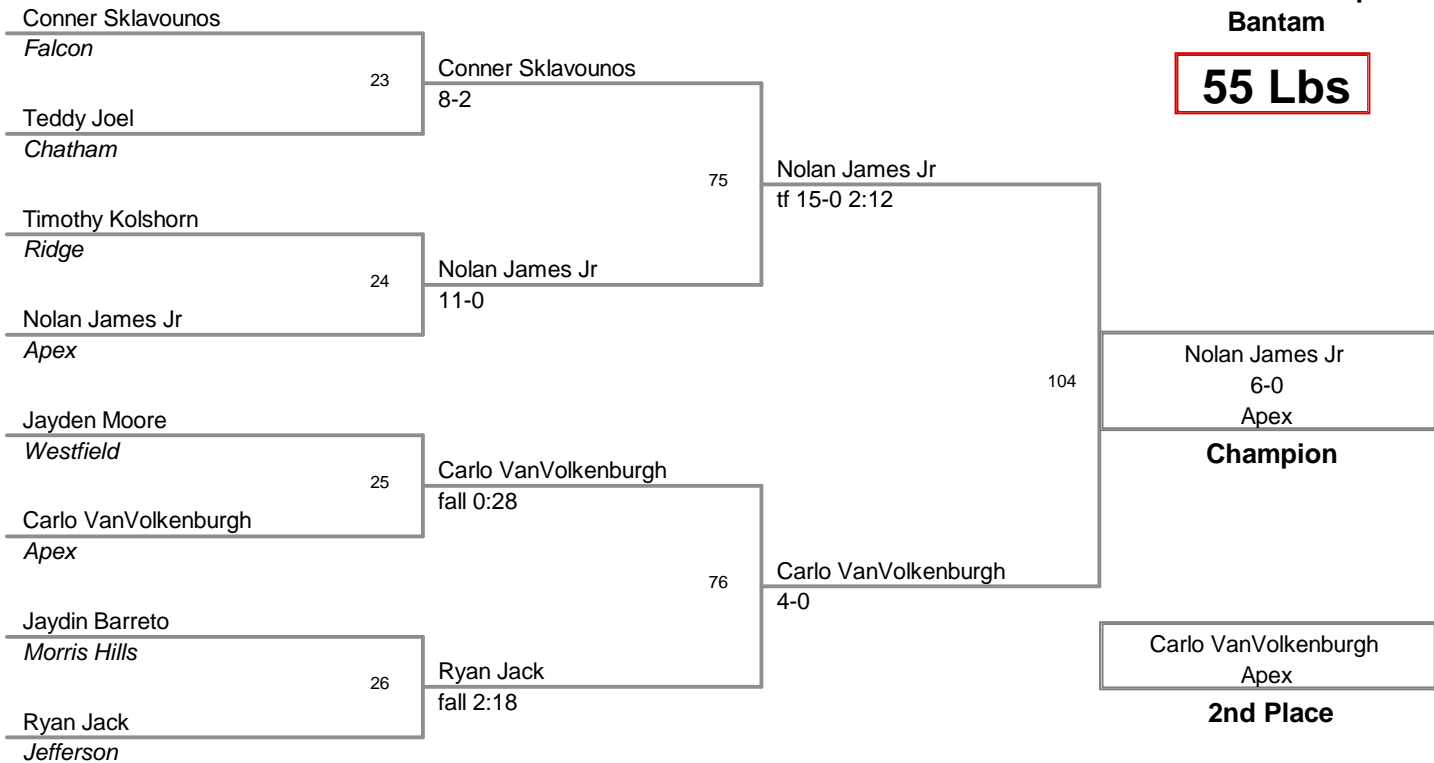 Bantam
55 Lbs
Conner Sklavounos
Falcon
23
Teddy Joel
Chatham
Timothy Kolshorn
Ridge
24
Nolan James Jr
Apex
Jayden Moore
Westfield
25
Carlo VanVolkenburgh
Apex
Jaydin Barreto
Morris Hills
26
Ryan Jack
Jefferson
Conner Sklavounos
8-2
75
Nolan James Jr
11-0
Carlo VanVolkenburgh
fall 0:28
76
Ryan Jack
fall 2:18
Nolan James Jr
tf 15-0 2:12
104
Carlo VanVolkenburgh
4-0
Nolan James Jr
6-0
Apex
Champion
Carlo VanVolkenburgh
Apex
2nd Place